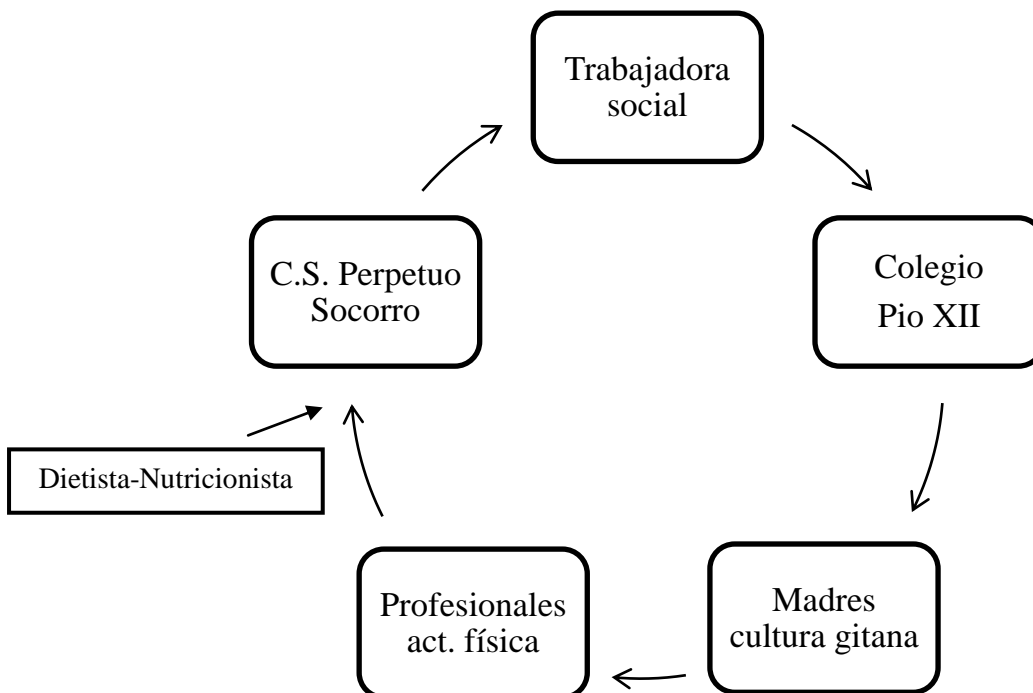 Trabajadora
social
C.S. Perpetuo
Socorro
Colegio
Pio XII
Dietista-Nutricionista
Profesionales
act. física
Madres
cultura gitana